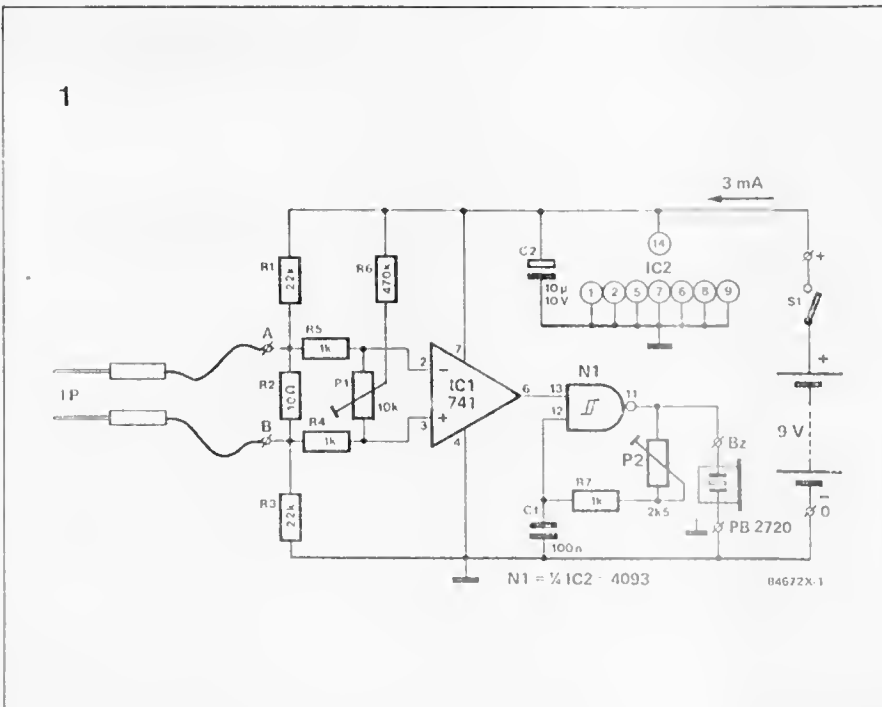 1
3 mA
14
IC2
C2
10µ
10V
1 2 5 7 6 8 9
+
S1
+
9 V
-
0
R1
22k
R6
470k
A
R5
1k
1P
R2
10Ω
P1
10k
B
R4
1k
R3
22k
7
2
-
IC1
741
3
+
4
6
N1
13
11
12
P2
2k5
R7
1k
C1
100n
Bz
PB 2720
N1 = ¼ IC2 = 4093
84672X-1